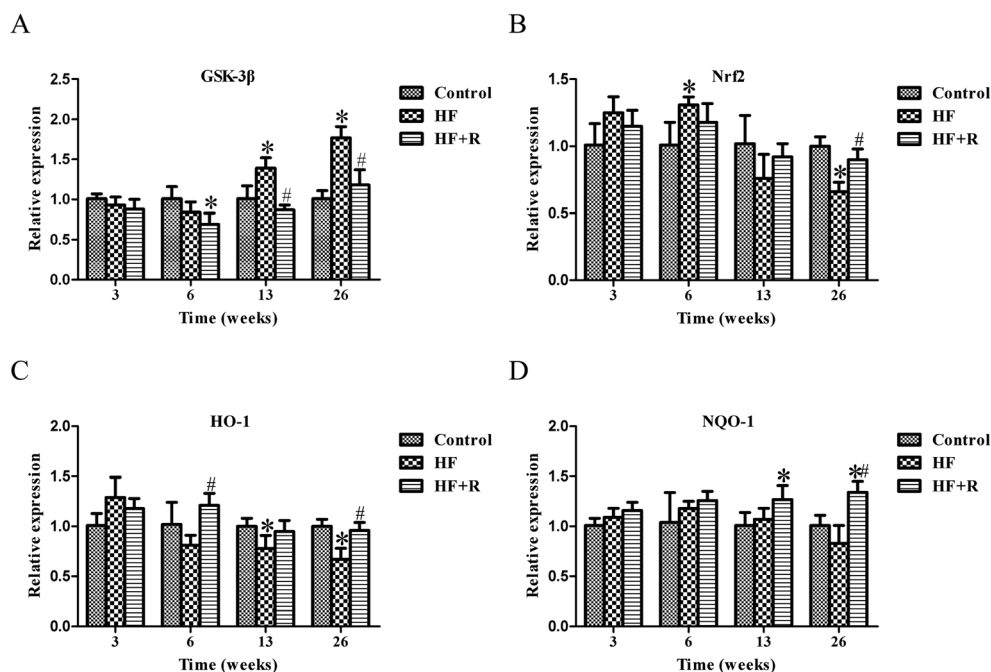 A
GSK-3β
Relative expression
2.5
2.0
1.5
1.0
0.5
0.0
* * # * #
3 6 13 26
Time (weeks)
Control
HF
HF+R
B
Nrf2
Relative expression
1.5
1.0
0.5
0.0
* * #
3 6 13 26
Time (weeks)
Control
HF
HF+R
C
HO-1
Relative expression
2.0
1.5
1.0
0.5
0.0
# * * #
3 6 13 26
Time (weeks)
Control
HF
HF+R
D
NQO-1
Relative expression
2.0
1.5
1.0
0.5
0.0
* *#
3 6 13 26
Time (weeks)
Control
HF
HF+R